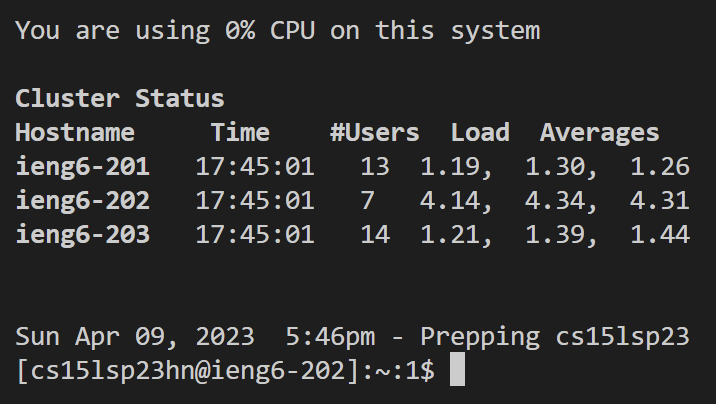 You are using 0% CPU on this system
Cluster Status
Hostname Time #Users Load Averages
ieng6-201 17:45:01 13 1.19, 1.30, 1.26
ieng6-202 17:45:01 7 4.14, 4.34, 4.31
ieng6-203 17:45:01 14 1.21, 1.39, 1.44
Sun Apr 09, 2023 5:46pm - Prepping cs15lsp23
[cs15lsp23hn@ieng6-202]:~:1$